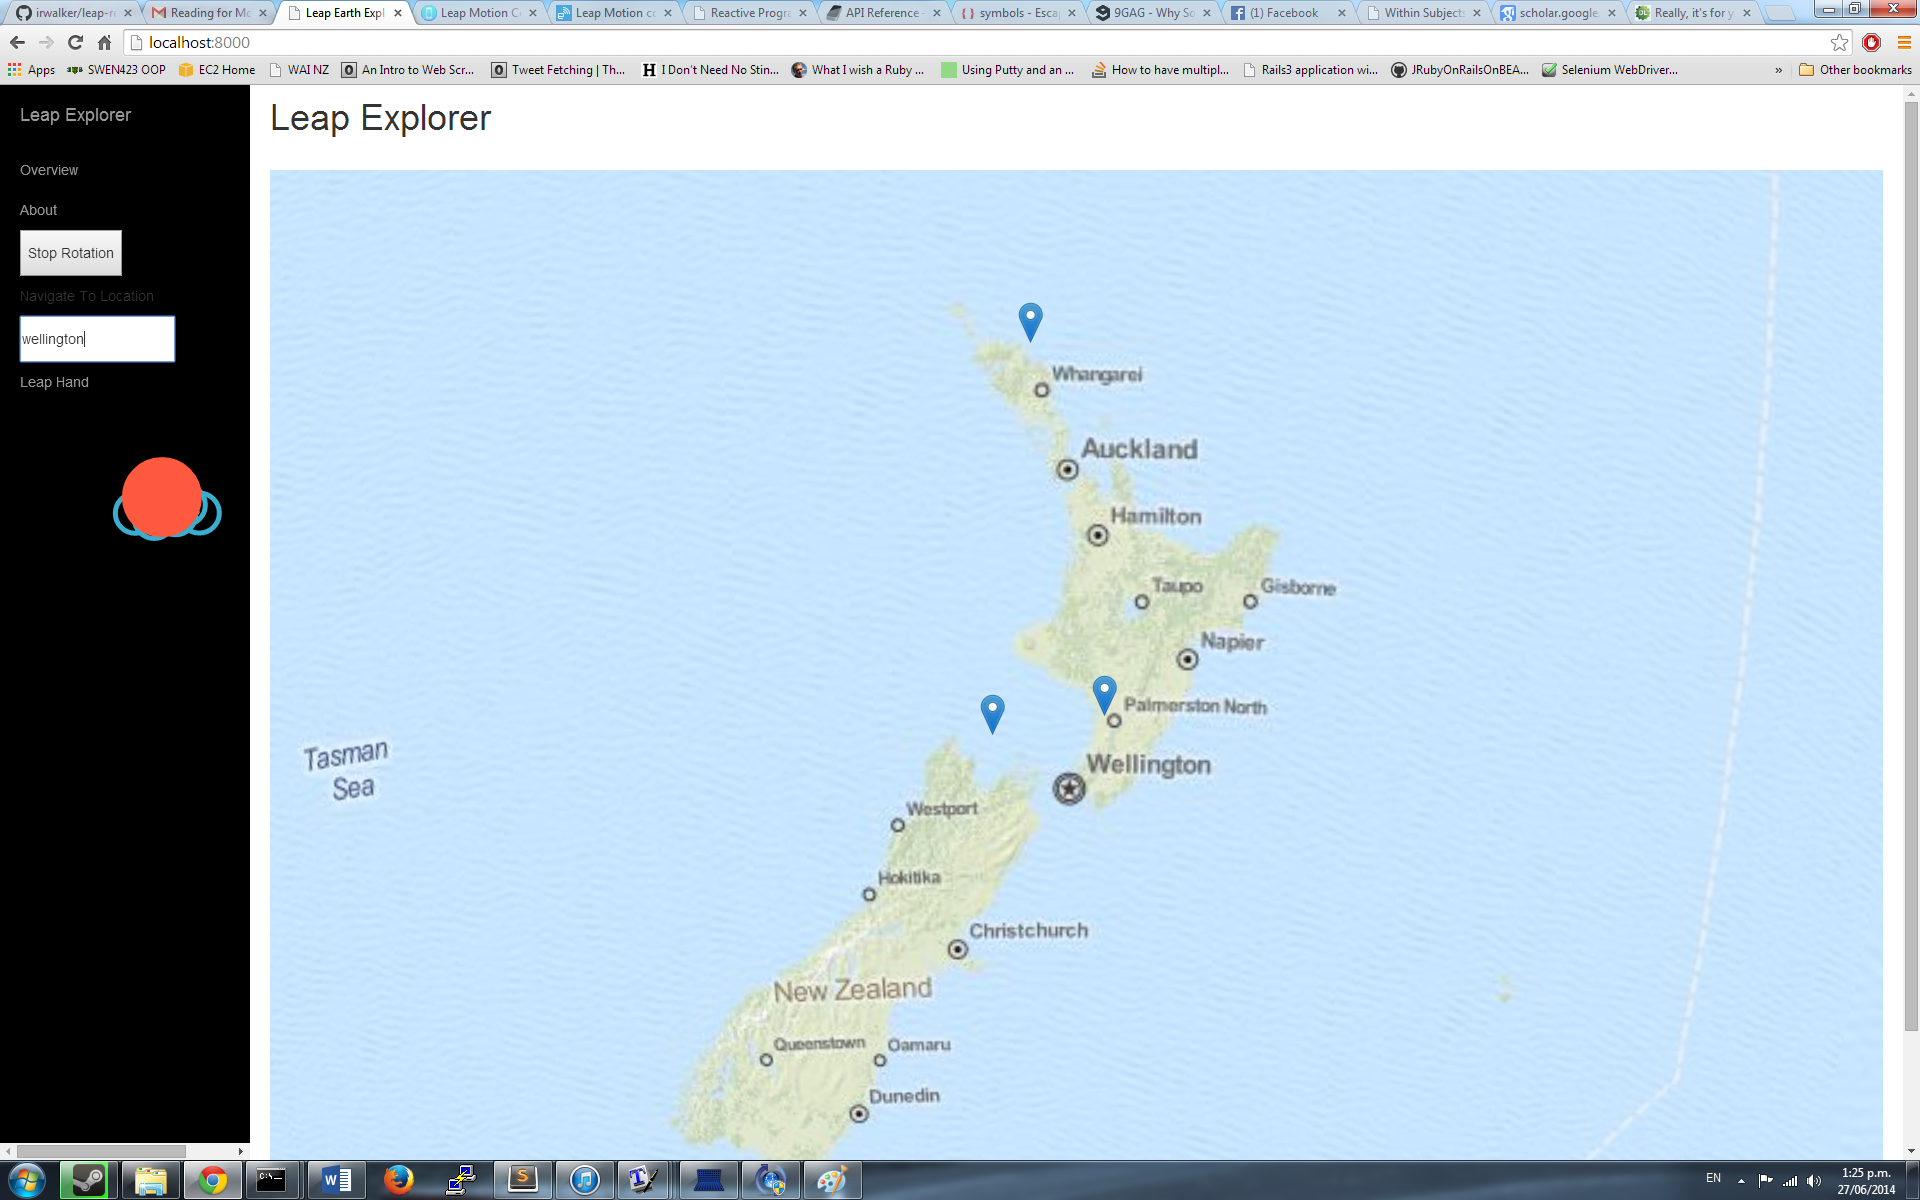 irwalker/leap-r
Reading for Mo
Leap Earth Expl
Leap Motion C
Leap Motion co
Reactive Progra
API Reference
symbols - Esca
9GAG - Why So
(1) Facebook
Within Subject
scholar.google.
Really, it's for y
localhost:8000
Apps
SWEN423 OOP
EC2 Home
WAI NZ
An Intro to Web Scr...
Tweet Fetching | Th...
I Don't Need No Stin...
What I wish a Ruby ...
Using Putty and an ...
How to have multipl...
Rails3 application wi...
JRubyOnRailsOnBEA...
Selenium WebDriver...
»
Other bookmarks
Leap Explorer
Overview
About
Stop Rotation
Navigate To Location
wellington
Leap Hand
Leap Explorer
Whangarei
Auckland
Hamilton
Taupo
Gisborne
Napier
Palmerston North
Tasman
Sea
Wellington
Westport
Hokitika
Christchurch
New Zealand
Queenstown
Oamaru
Dunedin
EN
1:25 p.m.
27/06/2014